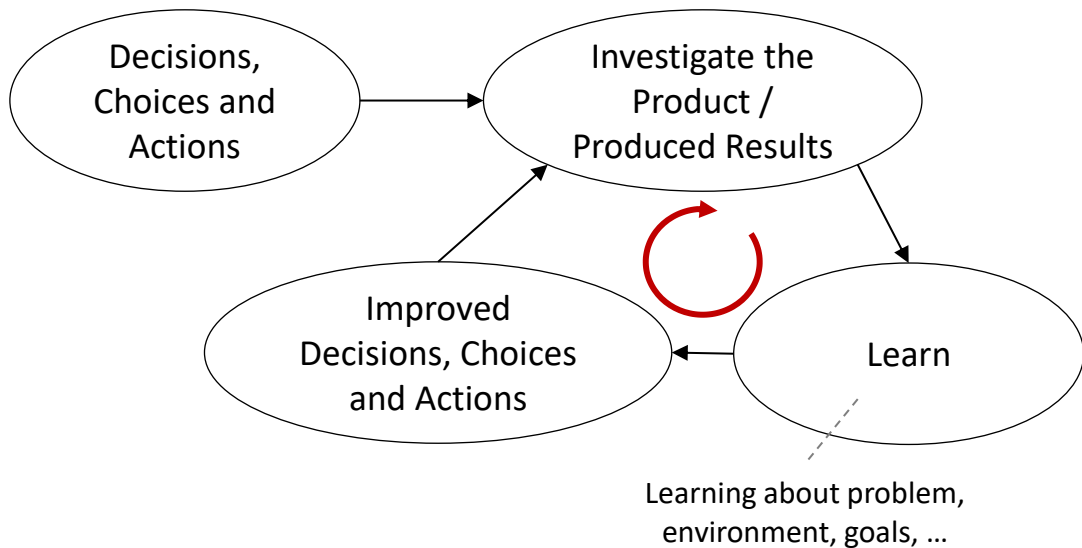 Decisions,
Choices and
Actions
Investigate the
Product /
Produced Results
Improved
Decisions, Choices
and Actions
Learn
Learning about problem,
environment, goals, …